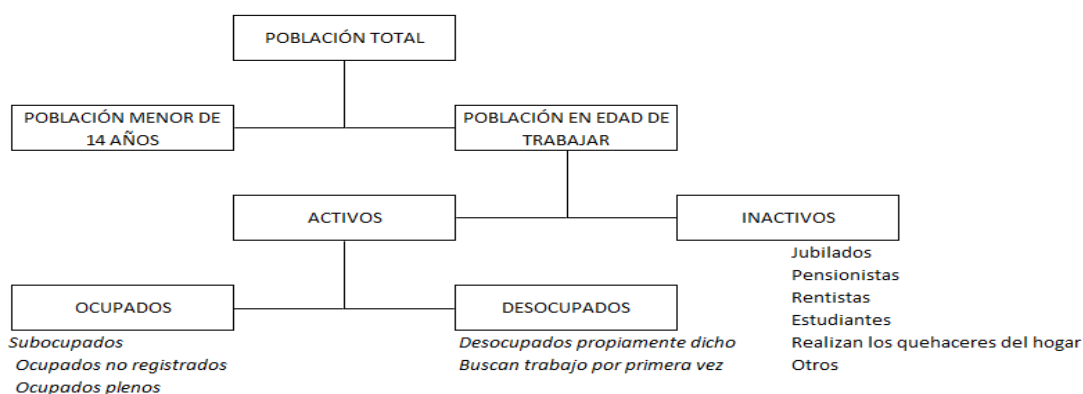 POBLACIÓN TOTAL
POBLACIÓN MENOR DE
14 AÑOS
POBLACIÓN EN EDAD DE
TRABAJAR
ACTIVOS
INACTIVOS
Jubilados
Pensionistas
Rentistas
Estudiantes
Realizan los quehaceres del hogar
Otros
OCUPADOS
Subocupados
Ocupados no registrados
Ocupados plenos
DESOCUPADOS
Desocupados propiamente dicho
Buscan trabajo por primera vez